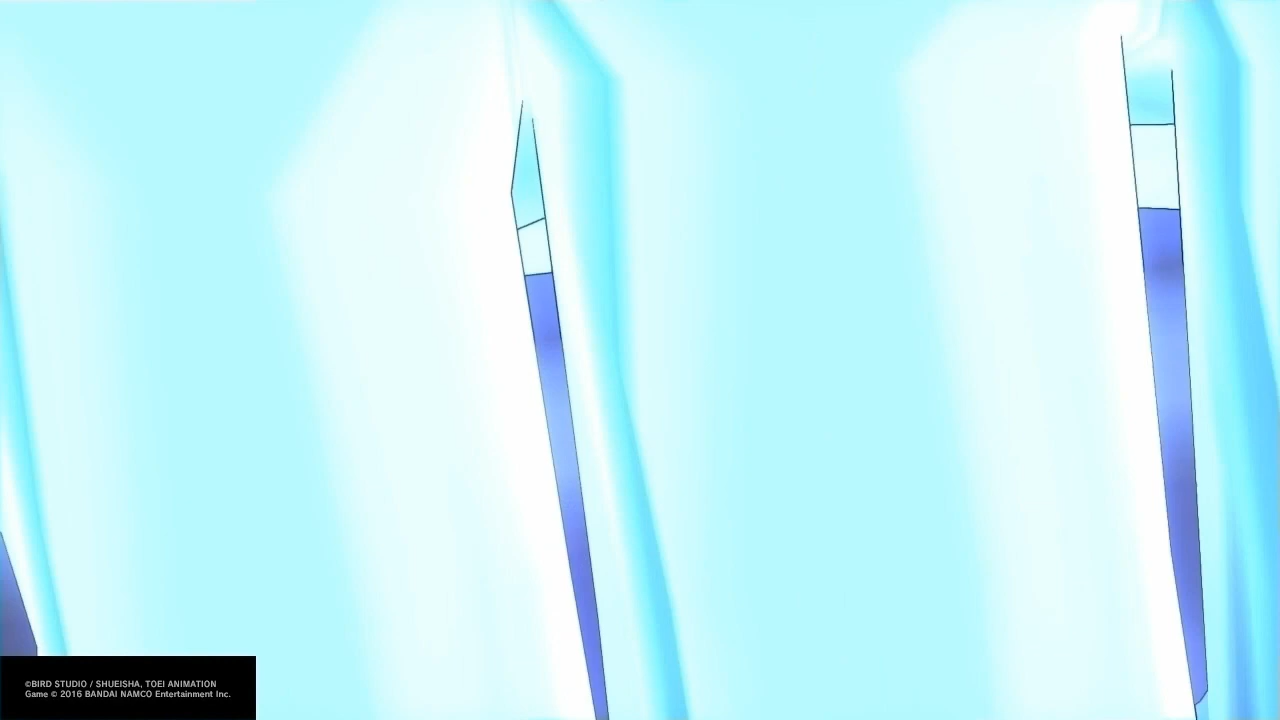 ©BIRD STUDIO / SHUEISHA, TOEI ANIMATION
Game © 2016 BANDAI NAMCO Entertainment Inc.